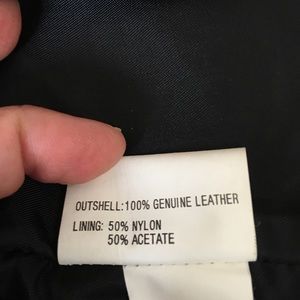 OUTSHELL:100% GENUINE LEATHER
LINING: 50% NYLON
50% ACETATE